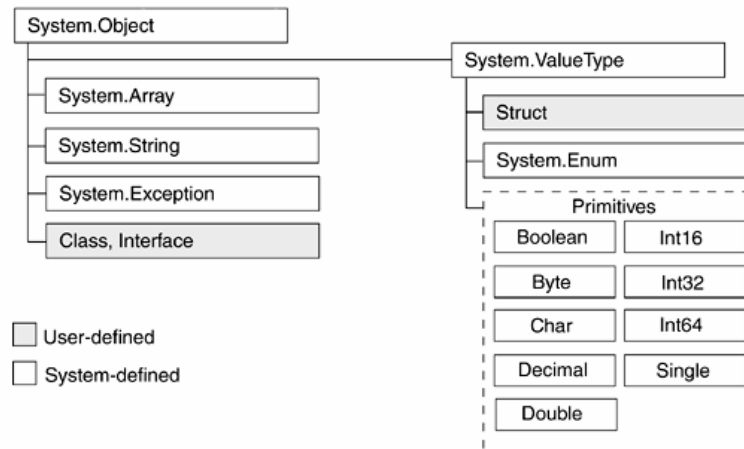 System.Object
System.ValueType
System.Array
Struct
System.String
System.Enum
System.Exception
Primitives
Class, Interface
Boolean
Int16
Byte
Int32
User-defined
Char
Int64
System-defined
Decimal
Single
Double